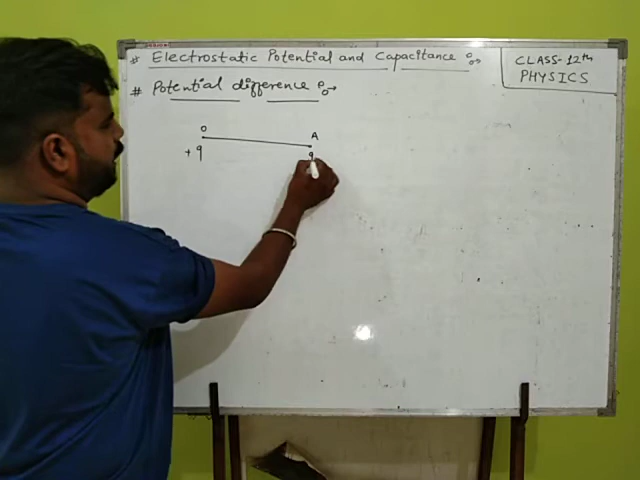 * Electrostatic Potential and Capacitance :→
CLASS-12th
PHYSICS
# Potential difference :→
O A
+q q